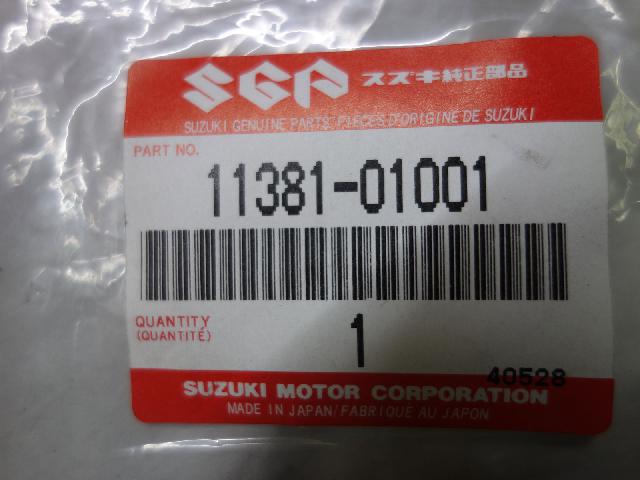 SGP スズキ純正部品
SUZUKI GENUINE PARTS/PIECES D'ORIGINE DE SUZUKI
PART NO.
11381-01001
QUANTITY
(QUANTITÉ)
1
40528
SUZUKI MOTOR CORPORATION
MADE IN JAPAN/FABRIQUE AU JAPON